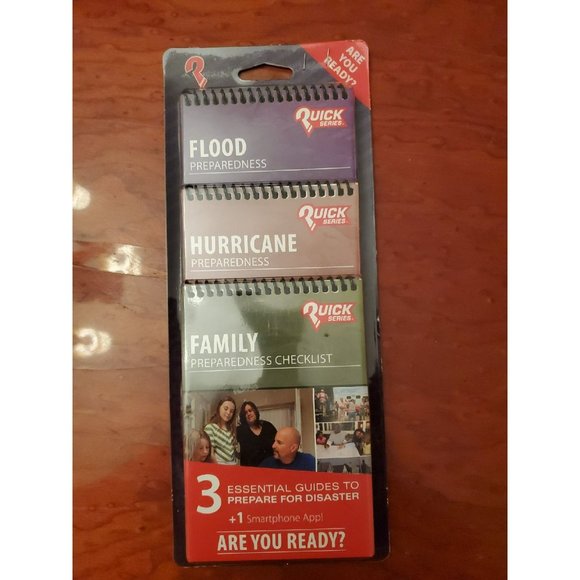 ARE
YOU
READY?
QUICK
SERIES
FLOOD
PREPAREDNESS
QUICK
SERIES
HURRICANE
PREPAREDNESS
QUICK
SERIES
FAMILY
PREPAREDNESS CHECKLIST
3 ESSENTIAL GUIDES TO
PREPARE FOR DISASTER
+1 Smartphone App!
ARE YOU READY?